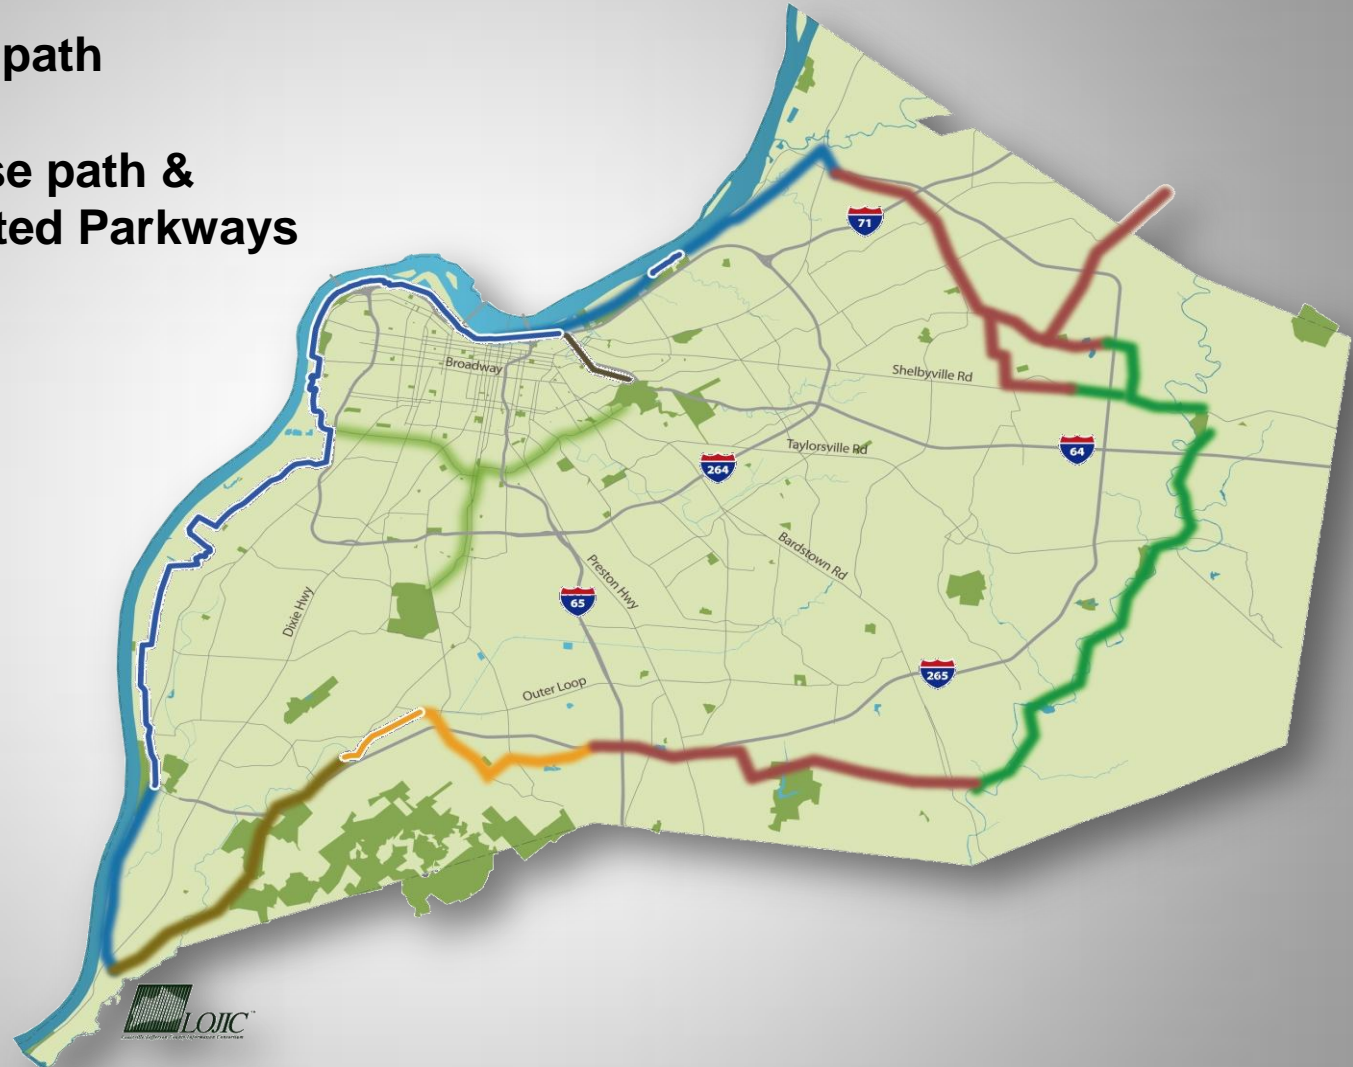 path
se path &
ted Parkways
71
Broadway
Shelbyville Rd
Taylorsville Rd
64
264
Bardstown Rd
Preston Hwy
Dixie Hwy
65
265
Outer Loop
LOJIC